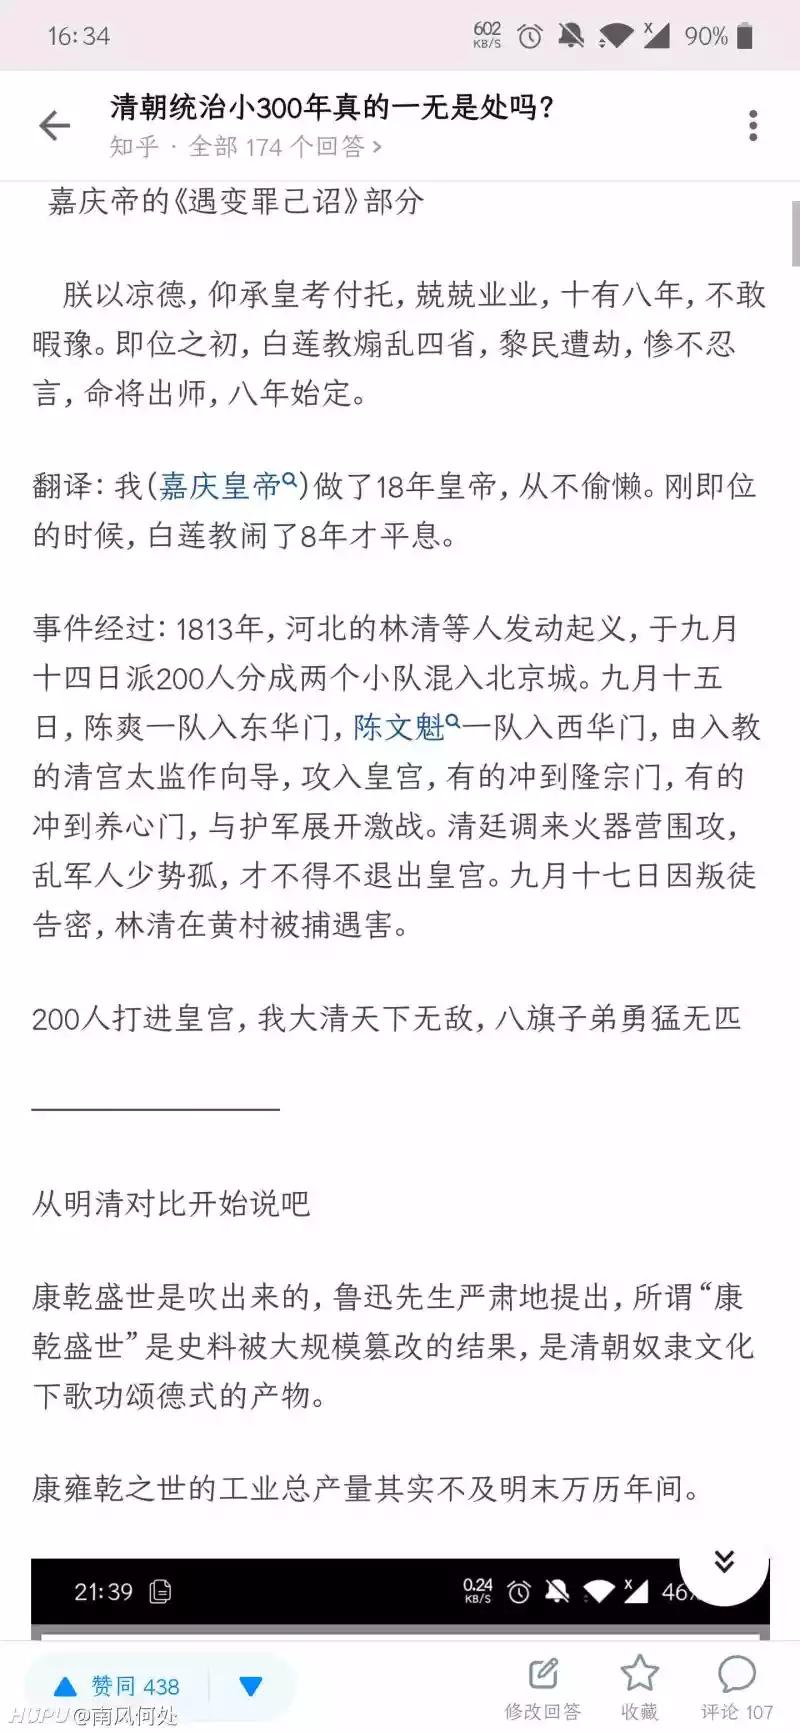 16:34
602
KB/S
90%
清朝统治小300年真的一无是处吗?
知乎 · 全部 174 个回答 >
嘉庆帝的《遇变罪己诏》部分
朕以凉德, 仰承皇考付托, 兢兢业业, 十有八年, 不敢
暇豫。即位之初, 白莲教煽乱四省, 黎民遭劫, 惨不忍
言, 命将出师, 八年始定。
翻译: 我(嘉庆皇帝)做了18年皇帝, 从不偷懒。刚即位
的时候, 白莲教闹了8年才平息。
事件经过: 1813年, 河北的林清等人发动起义, 于九月
十四日派200人分成两个小队混入北京城。九月十五
日, 陈爽一队入东华门, 陈文魁一队入西华门, 由入教
的清宫太监作向导, 攻入皇宫, 有的冲到隆宗门, 有的
冲到养心门, 与护军展开激战。清廷调来火器营围攻,
乱军人少势孤, 才不得不退出皇宫。九月十七日因叛徒
告密, 林清在黄村被捕遇害。
200人打进皇宫, 我大清天下无敌, 八旗子弟勇猛无匹
从明清对比开始说吧
康乾盛世是吹出来的, 鲁迅先生严肃地提出, 所谓“康
乾盛世”是史料被大规模篡改的结果, 是清朝奴隶文化
下歌功颂德式的产物。
康雍乾之世的工业总产量其实不及明末万历年间。
21:39
0.24
KB/S
46%
赞同 438
修改回答
收藏
评论 107
HUPU @南风何处